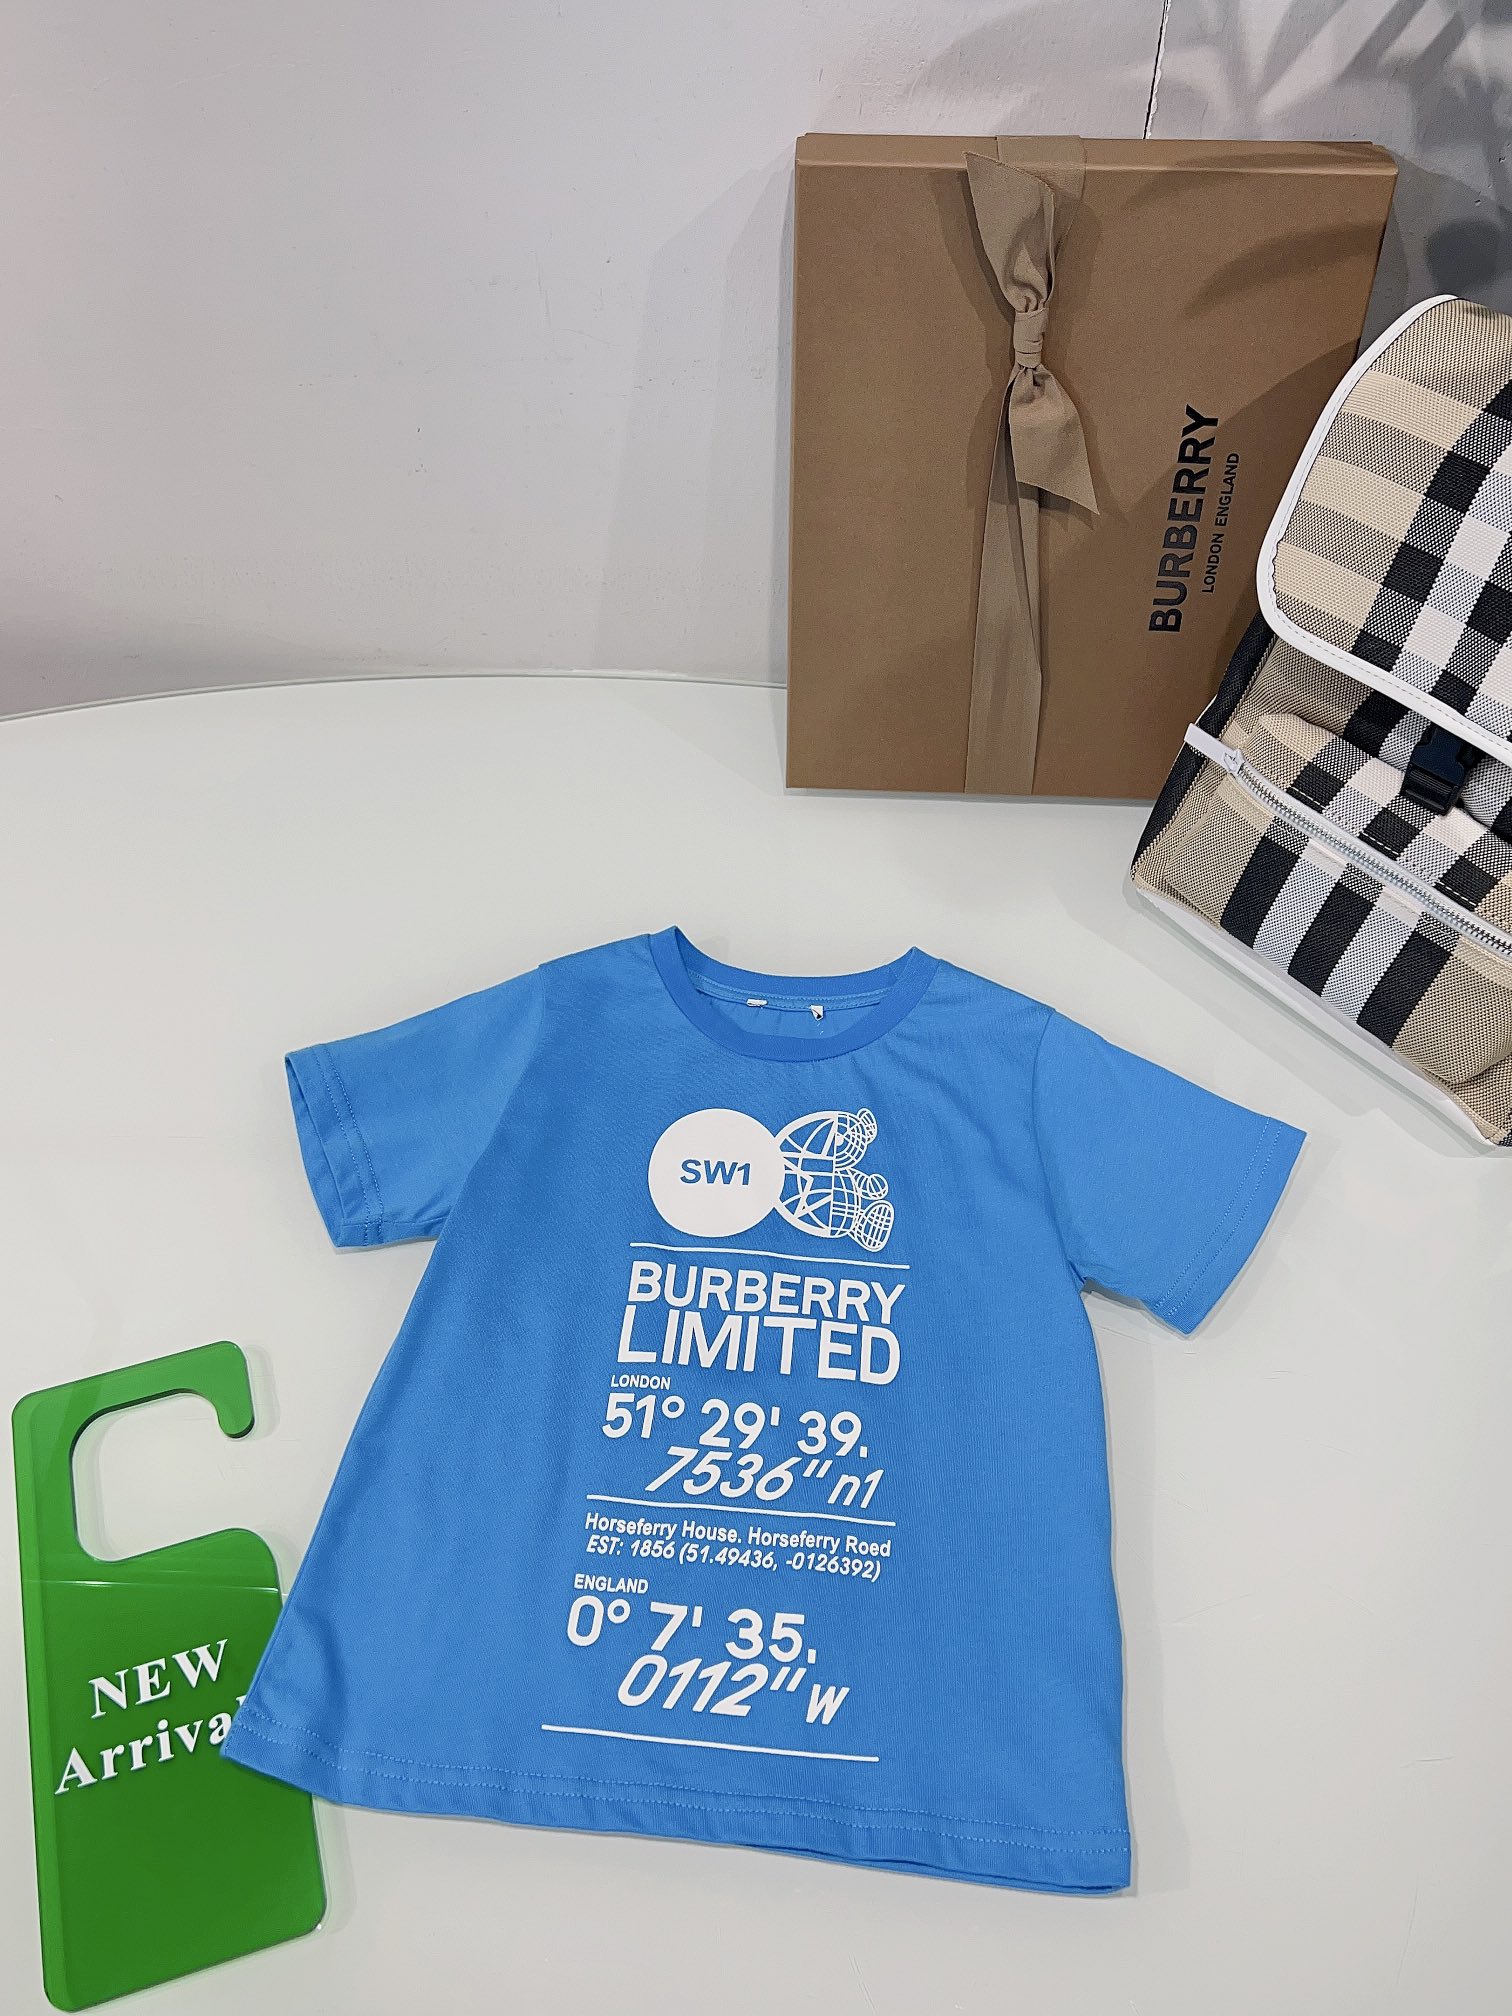 BURBERRY
LONDON ENGLAND
SW1
BURBERRY
LIMITED
LONDON
51° 29' 39.
7536"n1
Horseferry House. Horseferry Roed
EST: 1856 (51.49436, -0126392)
ENGLAND
0° 7' 35.
0112"w
NEW